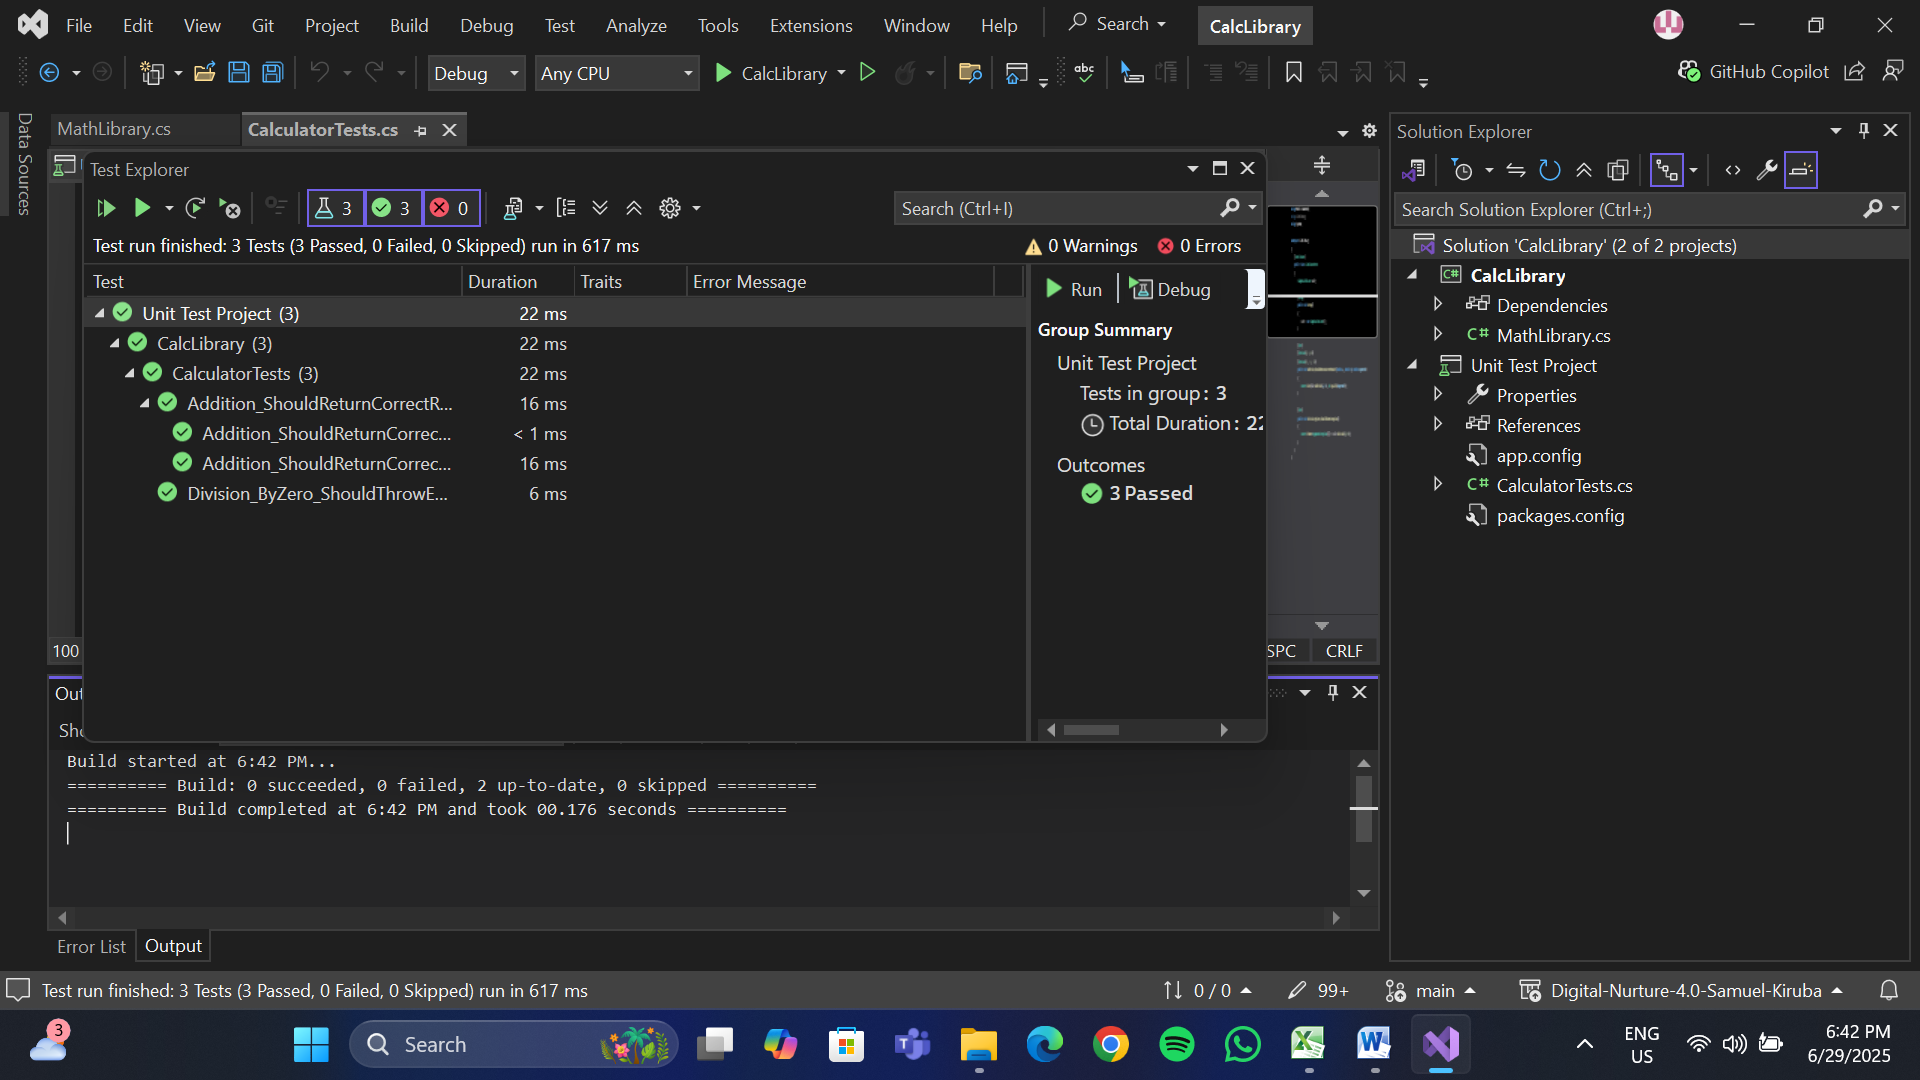 File Edit View Git Project Build Debug Test Analyze Tools Extensions Window Help Search CalcLibrary
Debug Any CPU CalcLibrary abc GitHub Copilot
Data Sources
MathLibrary.cs CalculatorTests.cs
Test Explorer
3 3 0 Search (Ctrl+I)
Test run finished: 3 Tests (3 Passed, 0 Failed, 0 Skipped) run in 617 ms 0 Warnings 0 Errors
Test Duration Traits Error Message
Unit Test Project (3) 22 ms
CalcLibrary (3) 22 ms
CalculatorTests (3) 22 ms
Addition_ShouldReturnCorrectR... 16 ms
Addition_ShouldReturnCorrec... < 1 ms
Addition_ShouldReturnCorrec... 16 ms
Division_ByZero_ShouldThrowE... 6 ms
Run Debug
Group Summary
Unit Test Project
Tests in group: 3
Total Duration: 22
Outcomes
3 Passed
100 SPC CRLF
Solution Explorer
Search Solution Explorer (Ctrl+;)
Solution 'CalcLibrary' (2 of 2 projects)
C# CalcLibrary
Dependencies
C# MathLibrary.cs
Unit Test Project
Properties
References
app.config
C# CalculatorTests.cs
packages.config
Out
Sho
Build started at 6:42 PM...
========== Build: 0 succeeded, 0 failed, 2 up-to-date, 0 skipped ==========
========== Build completed at 6:42 PM and took 00.176 seconds ==========
Error List Output
Test run finished: 3 Tests (3 Passed, 0 Failed, 0 Skipped) run in 617 ms 0 / 0 99+ main Digital-Nurture-4.0-Samuel-Kiruba
3 Search ENG US 6:42 PM 6/29/2025